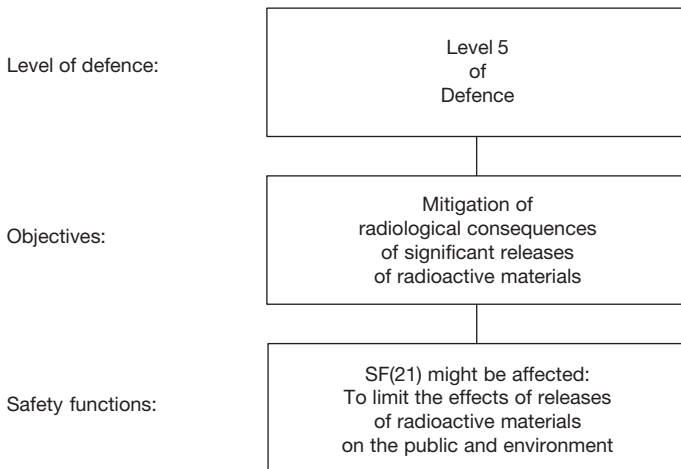 Level of defence:
Level 5
of
Defence
Objectives:
Mitigation of
radiological consequences
of significant releases
of radioactive materials
Safety functions:
SF(21) might be affected:
To limit the effects of releases
of radioactive materials
on the public and environment